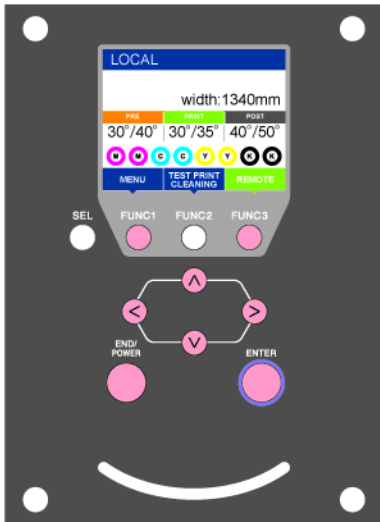 LOCAL
width:1340mm
PRE PRINT POST
30°/40° 30°/35° 40°/50°
M M C C Y Y K K
MENU TEST PRINT CLEANING REMOTE
SEL FUNC1 FUNC2 FUNC3
END/
POWER
ENTER